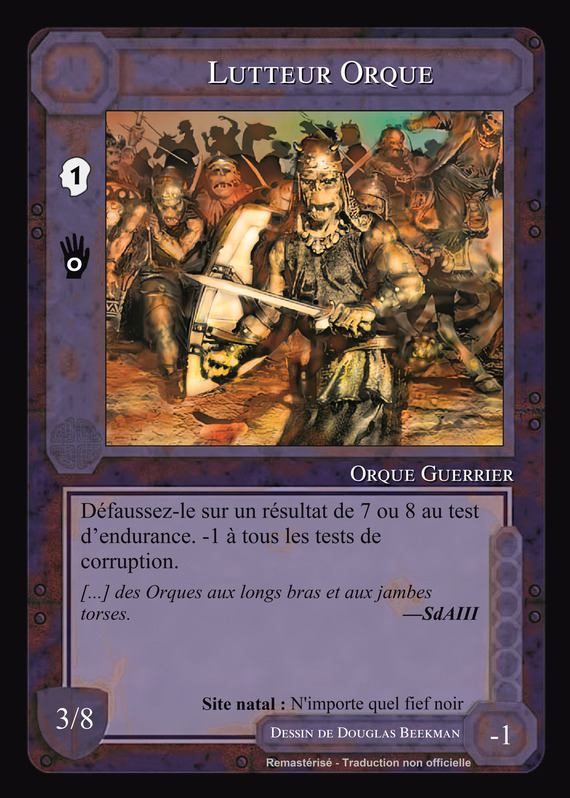 Lutteur Orque
1
0
Orque Guerrier
Défaussez-le sur un résultat de 7 ou 8 au test
d'endurance. -1 à tous les tests de
corruption.
[...] des Orques aux longs bras et aux jambes
torses. —SdAIII
Site natal : N'importe quel fief noir
3/8
Dessin de Douglas Beekman
-1
Remastérisé - Traduction non officielle